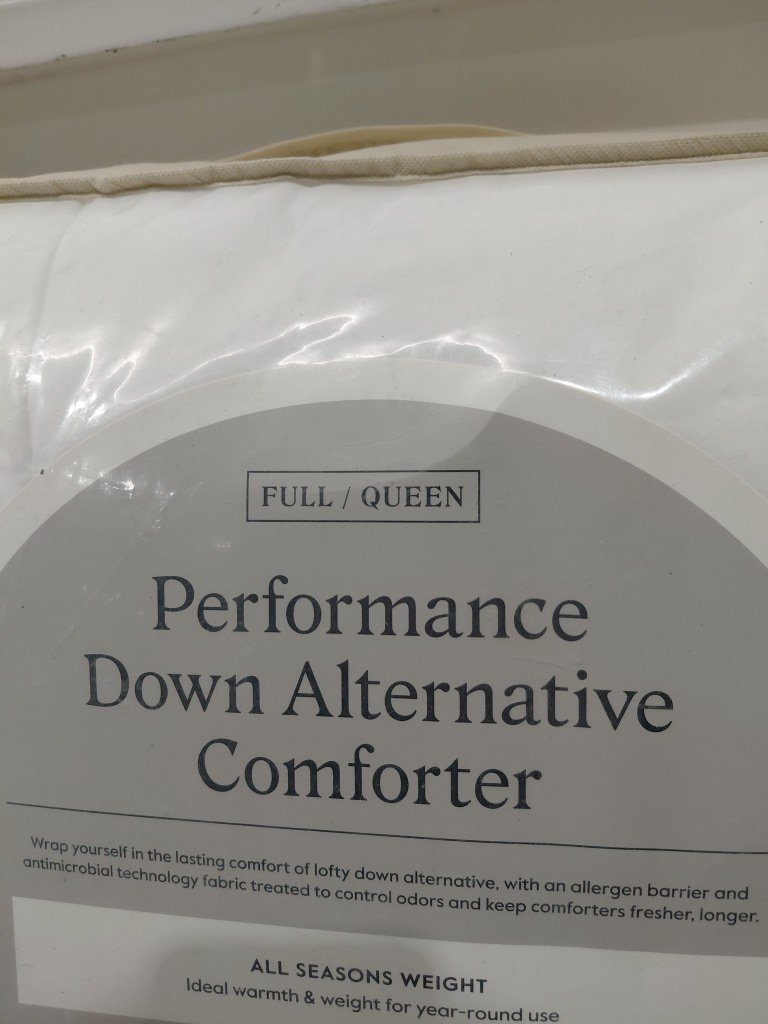 FULL / QUEEN
Performance
Down Alternative
Comforter
Wrap yourself in the lasting comfort of lofty down alternative, with an allergen barrier and
antimicrobial technology fabric treated to control odors and keep comforters fresher, longer.
ALL SEASONS WEIGHT
Ideal warmth & weight for year-round use